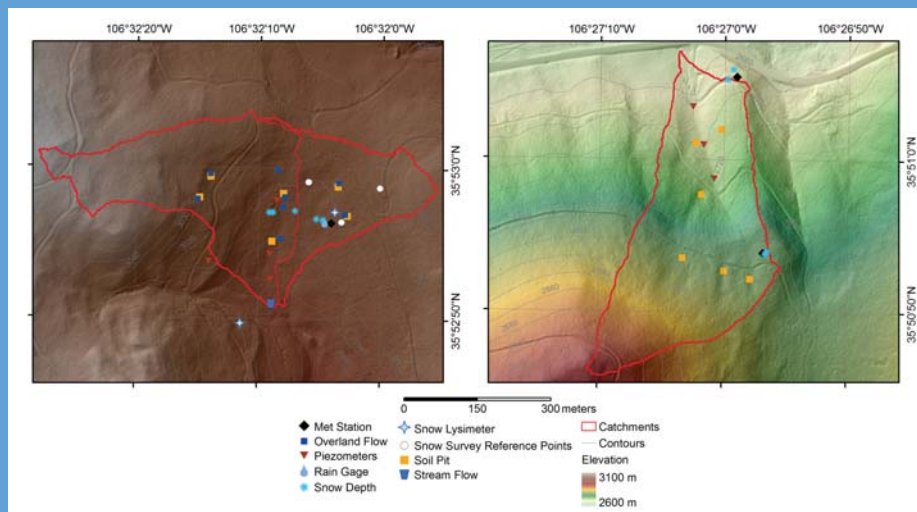 106°32'20"W
106°32'10"W
106°32'0"W
106°27'10"W
106°27'0"W
106°26'50"W
35°53'0"N
35°52'50"N
35°51'0"N
35°50'50"N
0 150 300 meters
Met Station
Overland Flow
Piezometers
Rain Gage
Snow Depth
Snow Lysimeter
Snow Survey Reference Points
Soil Pit
Stream Flow
Catchments
Contours
Elevation
3100 m
2600 m